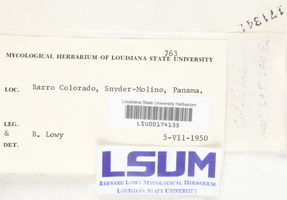 17134
763
MYCOLOGICAL HERBARIUM OF LOUISIANA STATE UNIVERSITY
LOC. Barro Colorado, Snyder-Molino, Panama.
Louisiana State University Herbarium
LSU00174135
LEG. & DET. B. Lowy
5-VII-1950
LSUM
BERNARD LOWY MYCOLOGICAL HERBARIUM
LOUISIANA STATE UNIVERSITY